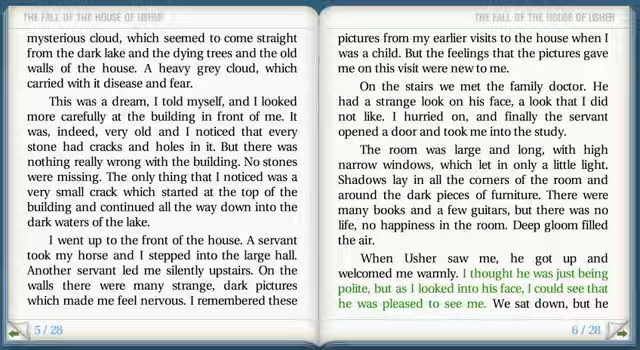 THE FALL OF THE HOUSE OF USHUR
mysterious cloud, which seemed to come straight
from the dark lake and the dying trees and the old
walls of the house. A heavy grey cloud, which
carried with it disease and fear.
This was a dream, I told myself, and I looked
more carefully at the building in front of me. It
was, indeed, very old and I noticed that every
stone had cracks and holes in it. But there was
nothing really wrong with the building. No stones
were missing. The only thing that I noticed was a
very small crack which started at the top of the
building and continued all the way down into the
dark waters of the lake.
I went up to the front of the house. A servant
took my horse and I stepped into the large hall.
Another servant led me silently upstairs. On the
walls there were many strange, dark pictures
which made me feel nervous. I remembered these
5 / 28
THE FALL OF THE HOUSE OF USHER
pictures from my earlier visits to the house when I
was a child. But the feelings that the pictures gave
me on this visit were new to me.
On the stairs we met the family doctor. He
had a strange look on his face, a look that I did
not like. I hurried on, and finally the servant
opened a door and took me into the study.
The room was large and long, with high
narrow windows, which let in only a little light.
Shadows lay in all the corners of the room and
around the dark pieces of furniture. There were
many books and a few guitars, but there was no
life, no happiness in the room. Deep gloom filled
the air.
When Usher saw me, he got up and
welcomed me warmly. I thought he was just being
polite, but as I looked into his face, I could see that
he was pleased to see me. We sat down, but he
6 / 28